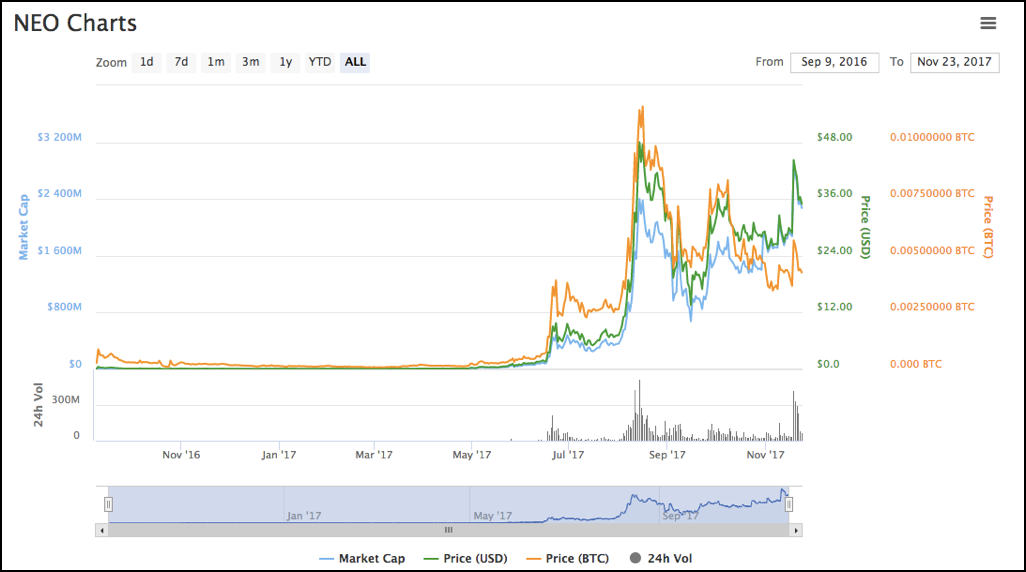 NEO Charts
Zoom 1d 7d 1m 3m 1y YTD ALL From Sep 9, 2016 To Nov 23, 2017
$3 200M $48.00 0.01000000 BTC
$2 400M $36.00 0.00750000 BTC
Market Cap Price (USD) Price (BTC)
$1 600M $24.00 0.00500000 BTC
$800M $12.00 0.00250000 BTC
$0 $0.0 0.000 BTC
24h Vol
300M
0
Nov '16 Jan '17 Mar '17 May '17 Jul '17 Sep '17 Nov '17
Jan '17 May '17 Sep '17
Market Cap Price (USD) Price (BTC) 24h Vol